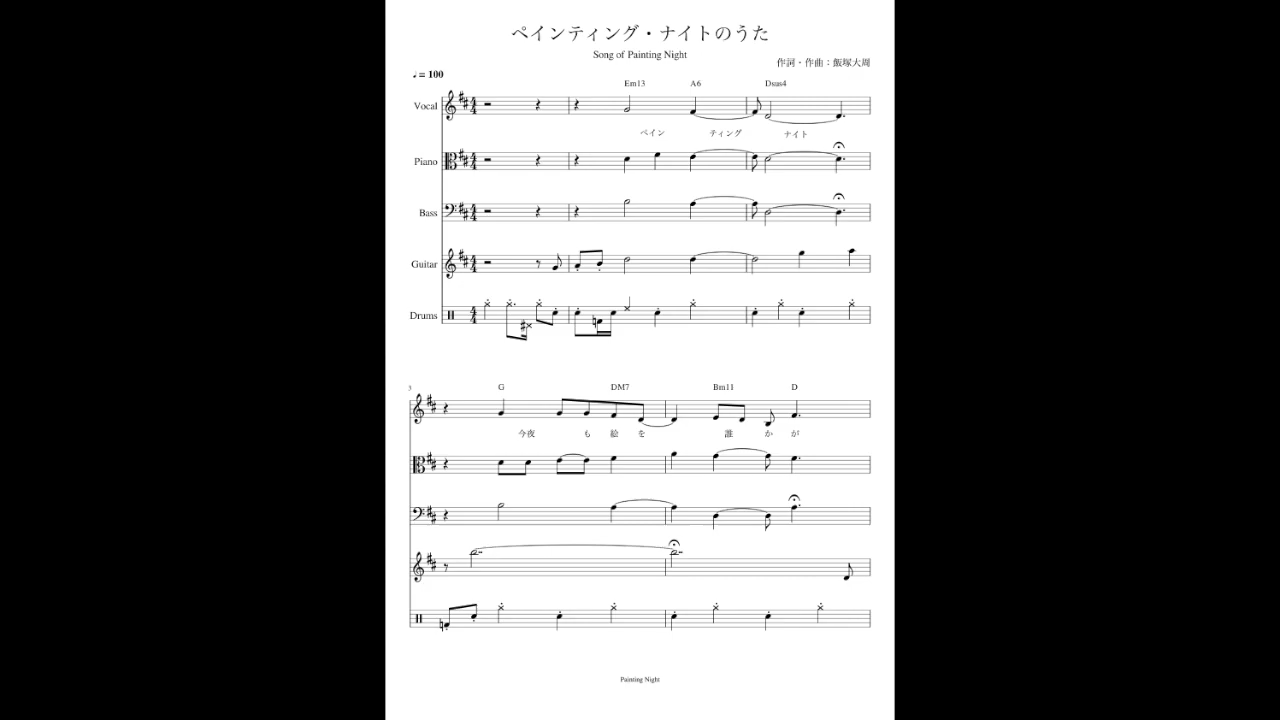 ペインティング・ナイトのうた
Song of Painting Night
作詞・作曲：飯塚大周
♩= 100
Em13 A6 Dsus4
Vocal
ペイン ティング ナイト
Piano
Bass
Guitar
Drums
3
G DM7 Bm11 D
今夜 も 絵 を 誰 か が
Painting Night